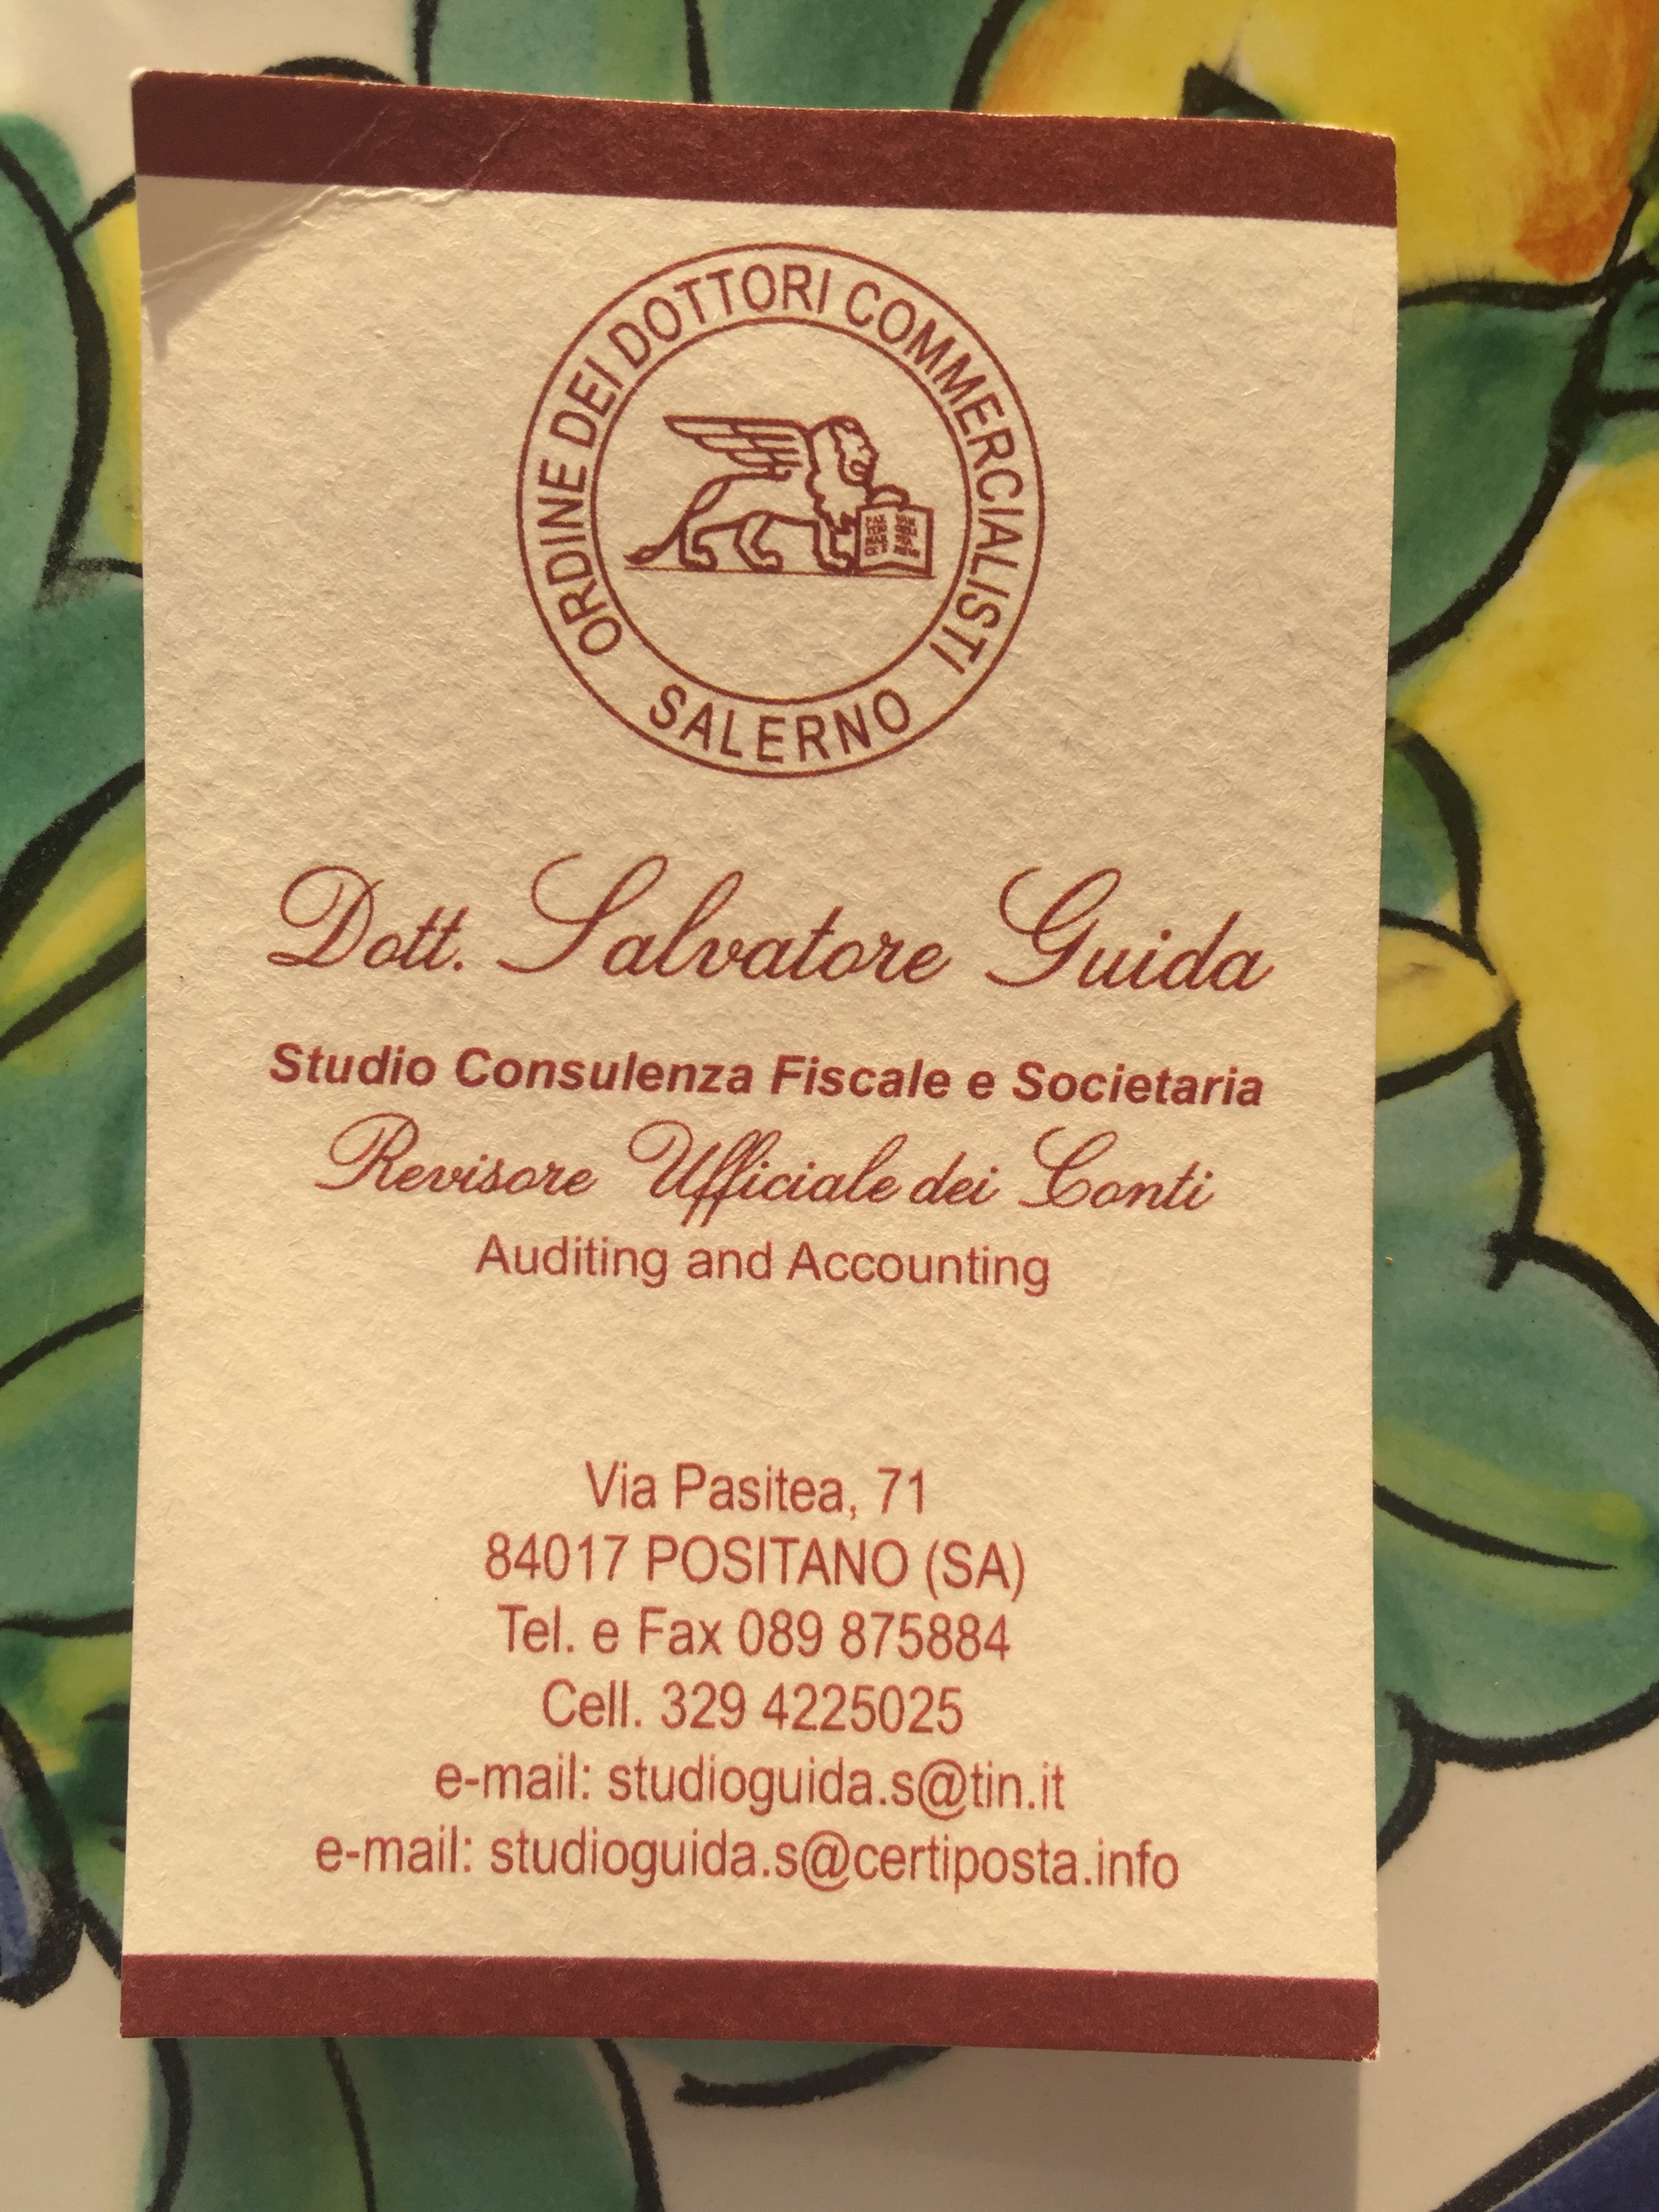 ORDINE DEI DOTTORI COMMERCIALISTI
SALERNO
Dott. Salvatore Guida
Studio Consulenza Fiscale e Societaria
Revisore Ufficiale dei Conti
Auditing and Accounting
Via Pasitea, 71
84017 POSITANO (SA)
Tel. e Fax 089 875884
Cell. 329 4225025
e-mail: studioguida.s@tin.it
e-mail: studioguida.s@certiposta.info